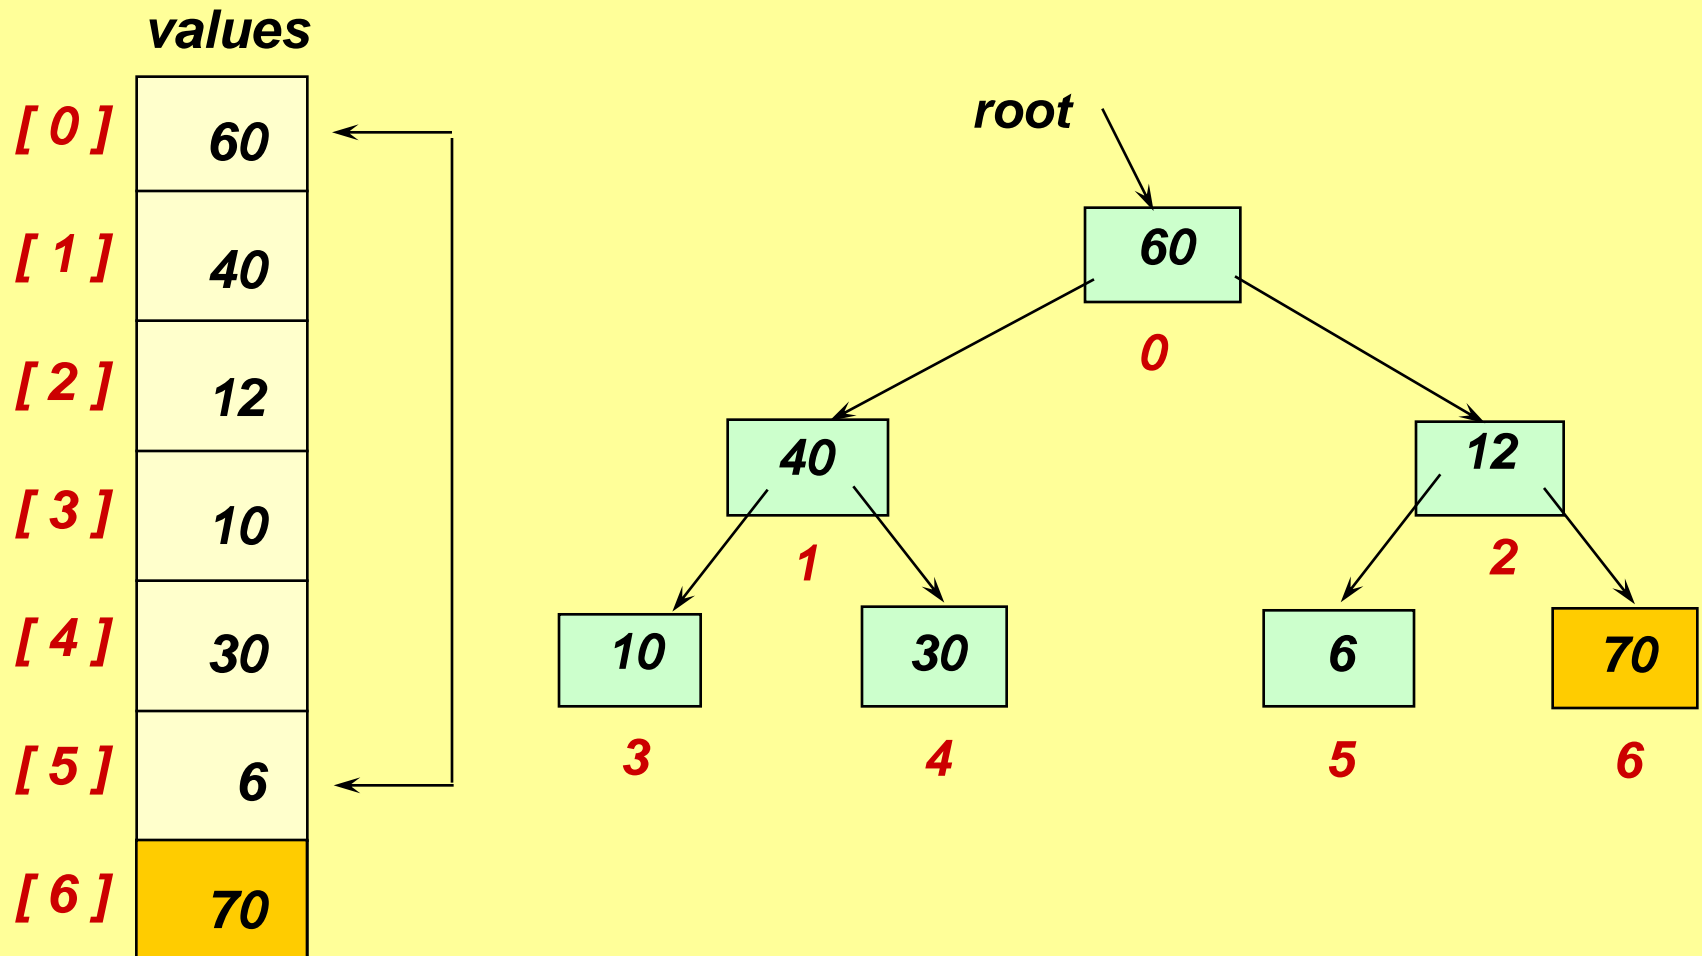 values
[ 0 ] 60
[ 1 ] 40
[ 2 ] 12
[ 3 ] 10
[ 4 ] 30
[ 5 ] 6
[ 6 ] 70
root
60
0
40 12
1 2
10 30 6 70
3 4 5 6